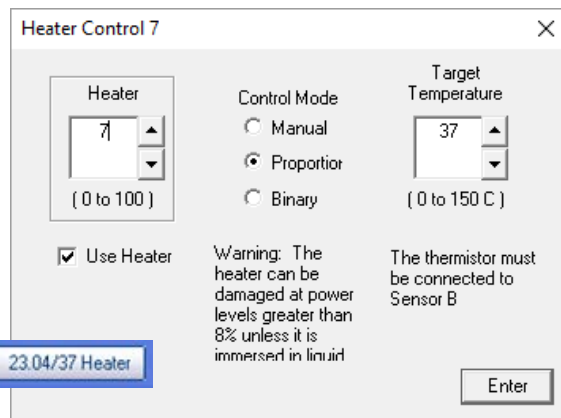 Heater Control 7
Heater
7
( 0 to 100 )
Use Heater
Control Mode
Manual
Proportior
Binary
Warning: The
heater can be
damaged at power
levels greater than
8% unless it is
immersed in liquid
Target
Temperature
37
( 0 to 150 C )
The thermistor must
be connected to
Sensor B
23.04/37 Heater
Enter